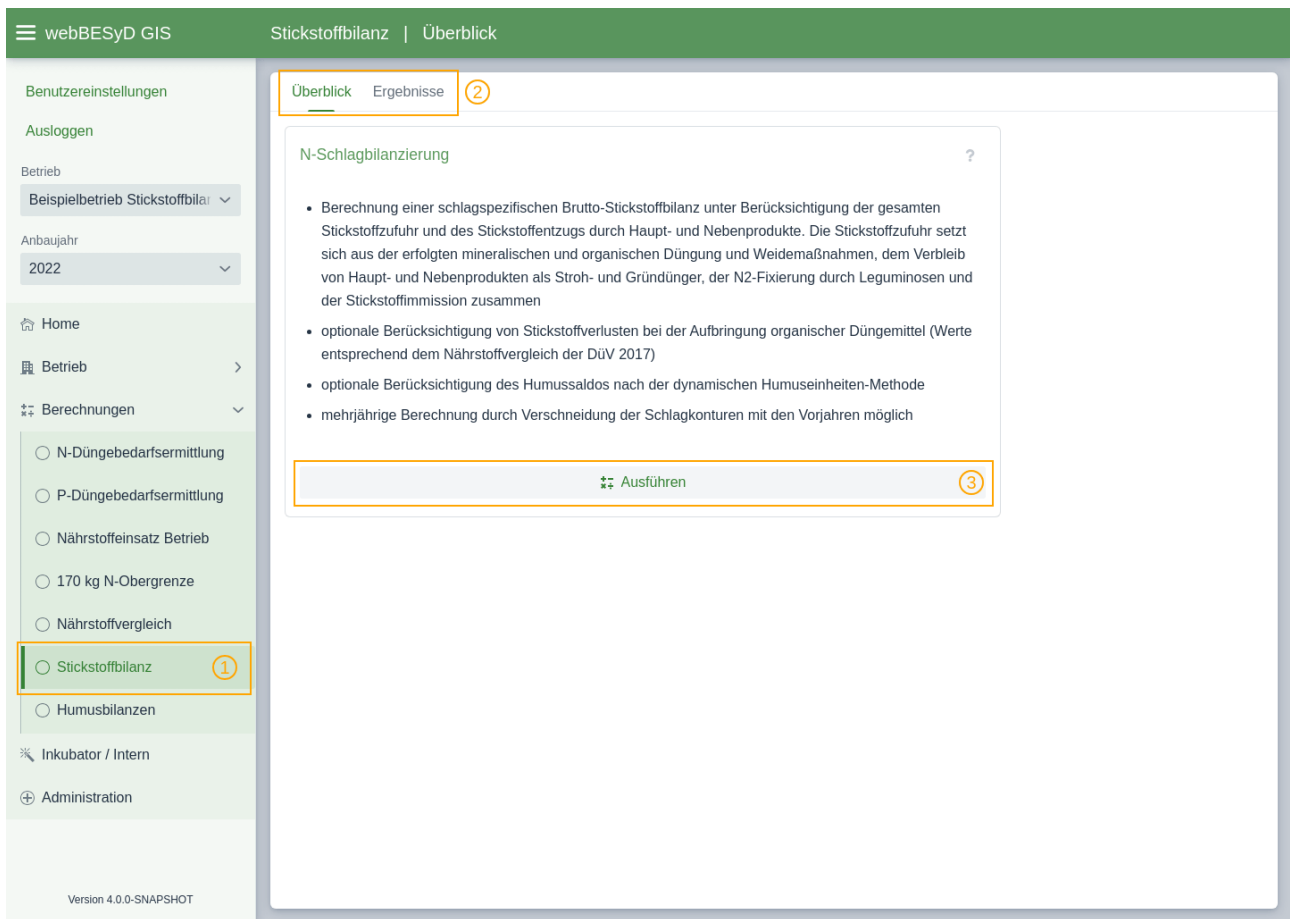 webBESyD GIS
Stickstoffbilanz | Überblick
Benutzereinstellungen
Ausloggen
Betrieb
Beispielbetrieb Stickstoffbilar
Anbaujahr
2022
Home
Betrieb
Berechnungen
N-Düngebedarfsermittlung
P-Düngebedarfsermittlung
Nährstoffeinsatz Betrieb
170 kg N-Obergrenze
Nährstoffvergleich
Stickstoffbilanz 1
Humusbilanzen
Inkubator / Intern
Administration
Version 4.0.0-SNAPSHOT
Überblick Ergebnisse 2
N-Schlagbilanzierung ?
• Berechnung einer schlagspezifischen Brutto-Stickstoffbilanz unter Berücksichtigung der gesamten
Stickstoffzufuhr und des Stickstoffentzugs durch Haupt- und Nebenprodukte. Die Stickstoffzufuhr setzt
sich aus der erfolgten mineralischen und organischen Düngung und Weidemaßnahmen, dem Verbleib
von Haupt- und Nebenprodukten als Stroh- und Gründünger, der N2-Fixierung durch Leguminosen und
der Stickstoffimmission zusammen
• optionale Berücksichtigung von Stickstoffverlusten bei der Aufbringung organischer Düngemittel (Werte
entsprechend dem Nährstoffvergleich der DüV 2017)
• optionale Berücksichtigung des Humussaldos nach der dynamischen Humuseinheiten-Methode
• mehrjährige Berechnung durch Verschneidung der Schlagkonturen mit den Vorjahren möglich
Ausführen 3